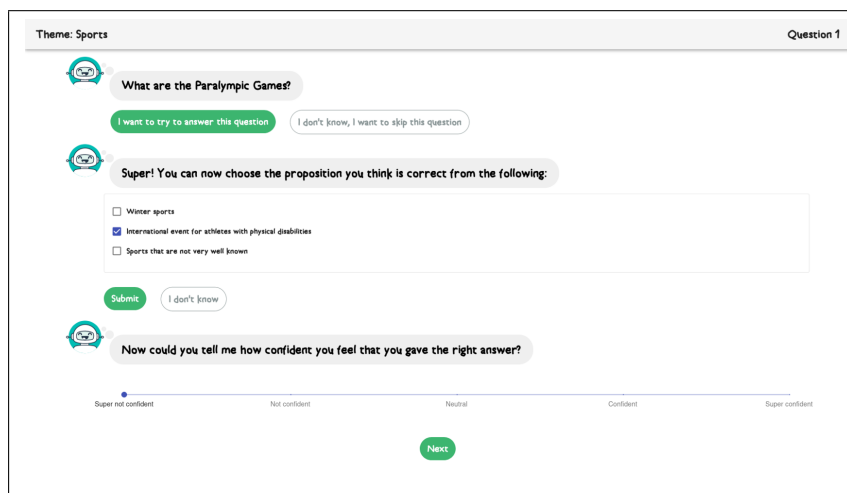 Theme: Sports
Question 1
What are the Paralympic Games?
I want to try to answer this question
I don't know, I want to skip this question
Super! You can now choose the proposition you think is correct from the following:
Winter sports
International event for athletes with physical disabilities
Sports that are not very well known
Submit
I don't know
Now could you tell me how confident you feel that you gave the right answer?
Super not confident
Not confident
Neutral
Confident
Super confident
Next